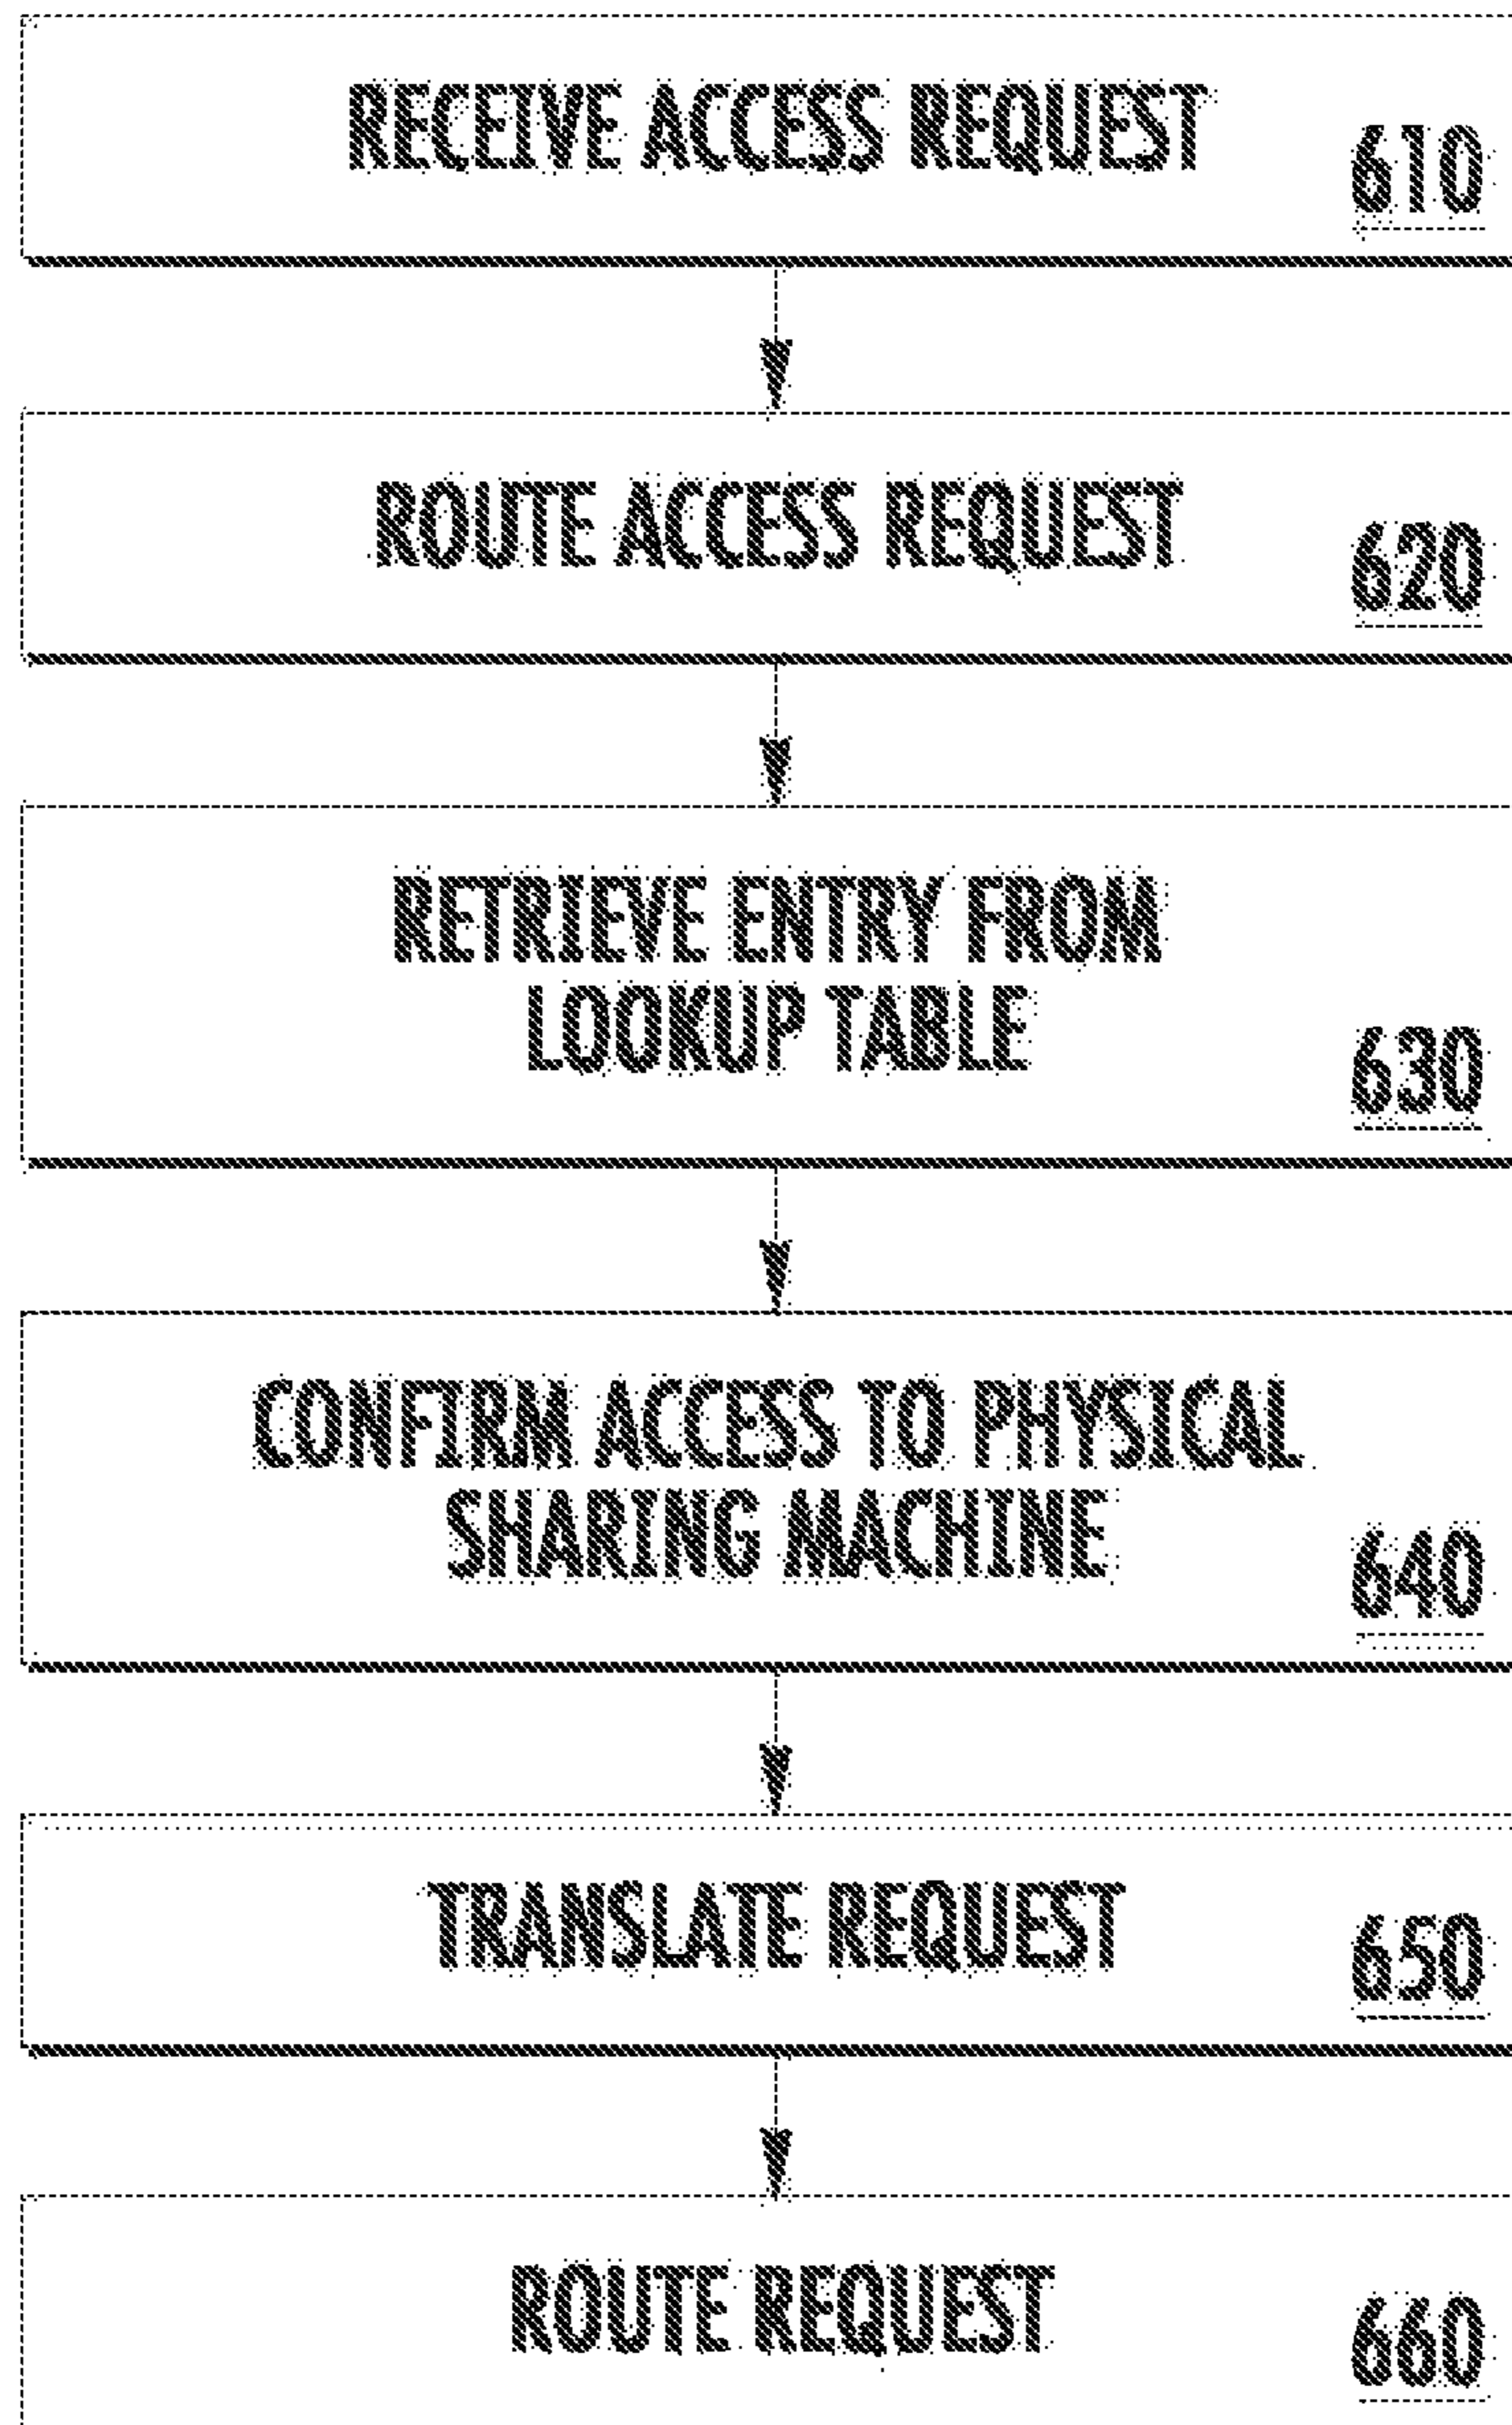 RECEIVE ACCESS REQUEST
610
ROUTE ACCESS REQUEST
620
RETRIEVE ENTRY FROM
LOOKUP TABLE
630
CONFIRM ACCESS TO PHYSICAL
SHARING MACHINE
640
TRANSLATE REQUEST
650
ROUTE REQUEST
660